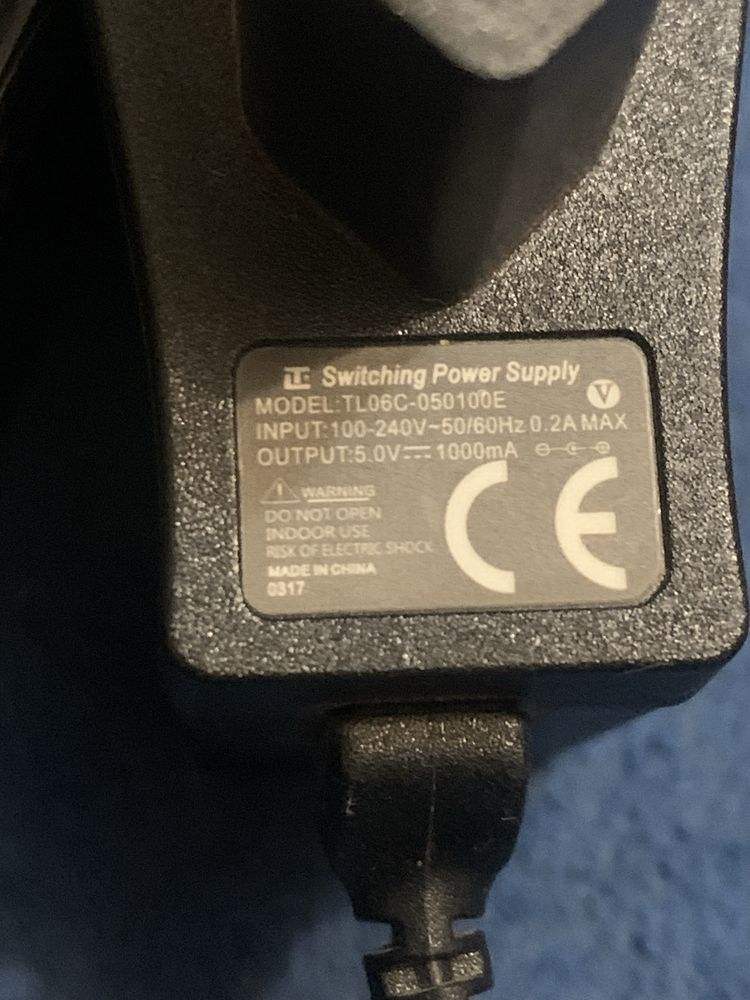 Switching Power Supply
V
MODEL:TL06C-050100E
INPUT:100-240V~50/60Hz 0.2A MAX
OUTPUT:5.0V⎓1000mA
WARNING
DO NOT OPEN
INDOOR USE
RISK OF ELECTRIC SHOCK
MADE IN CHINA
0317
CE